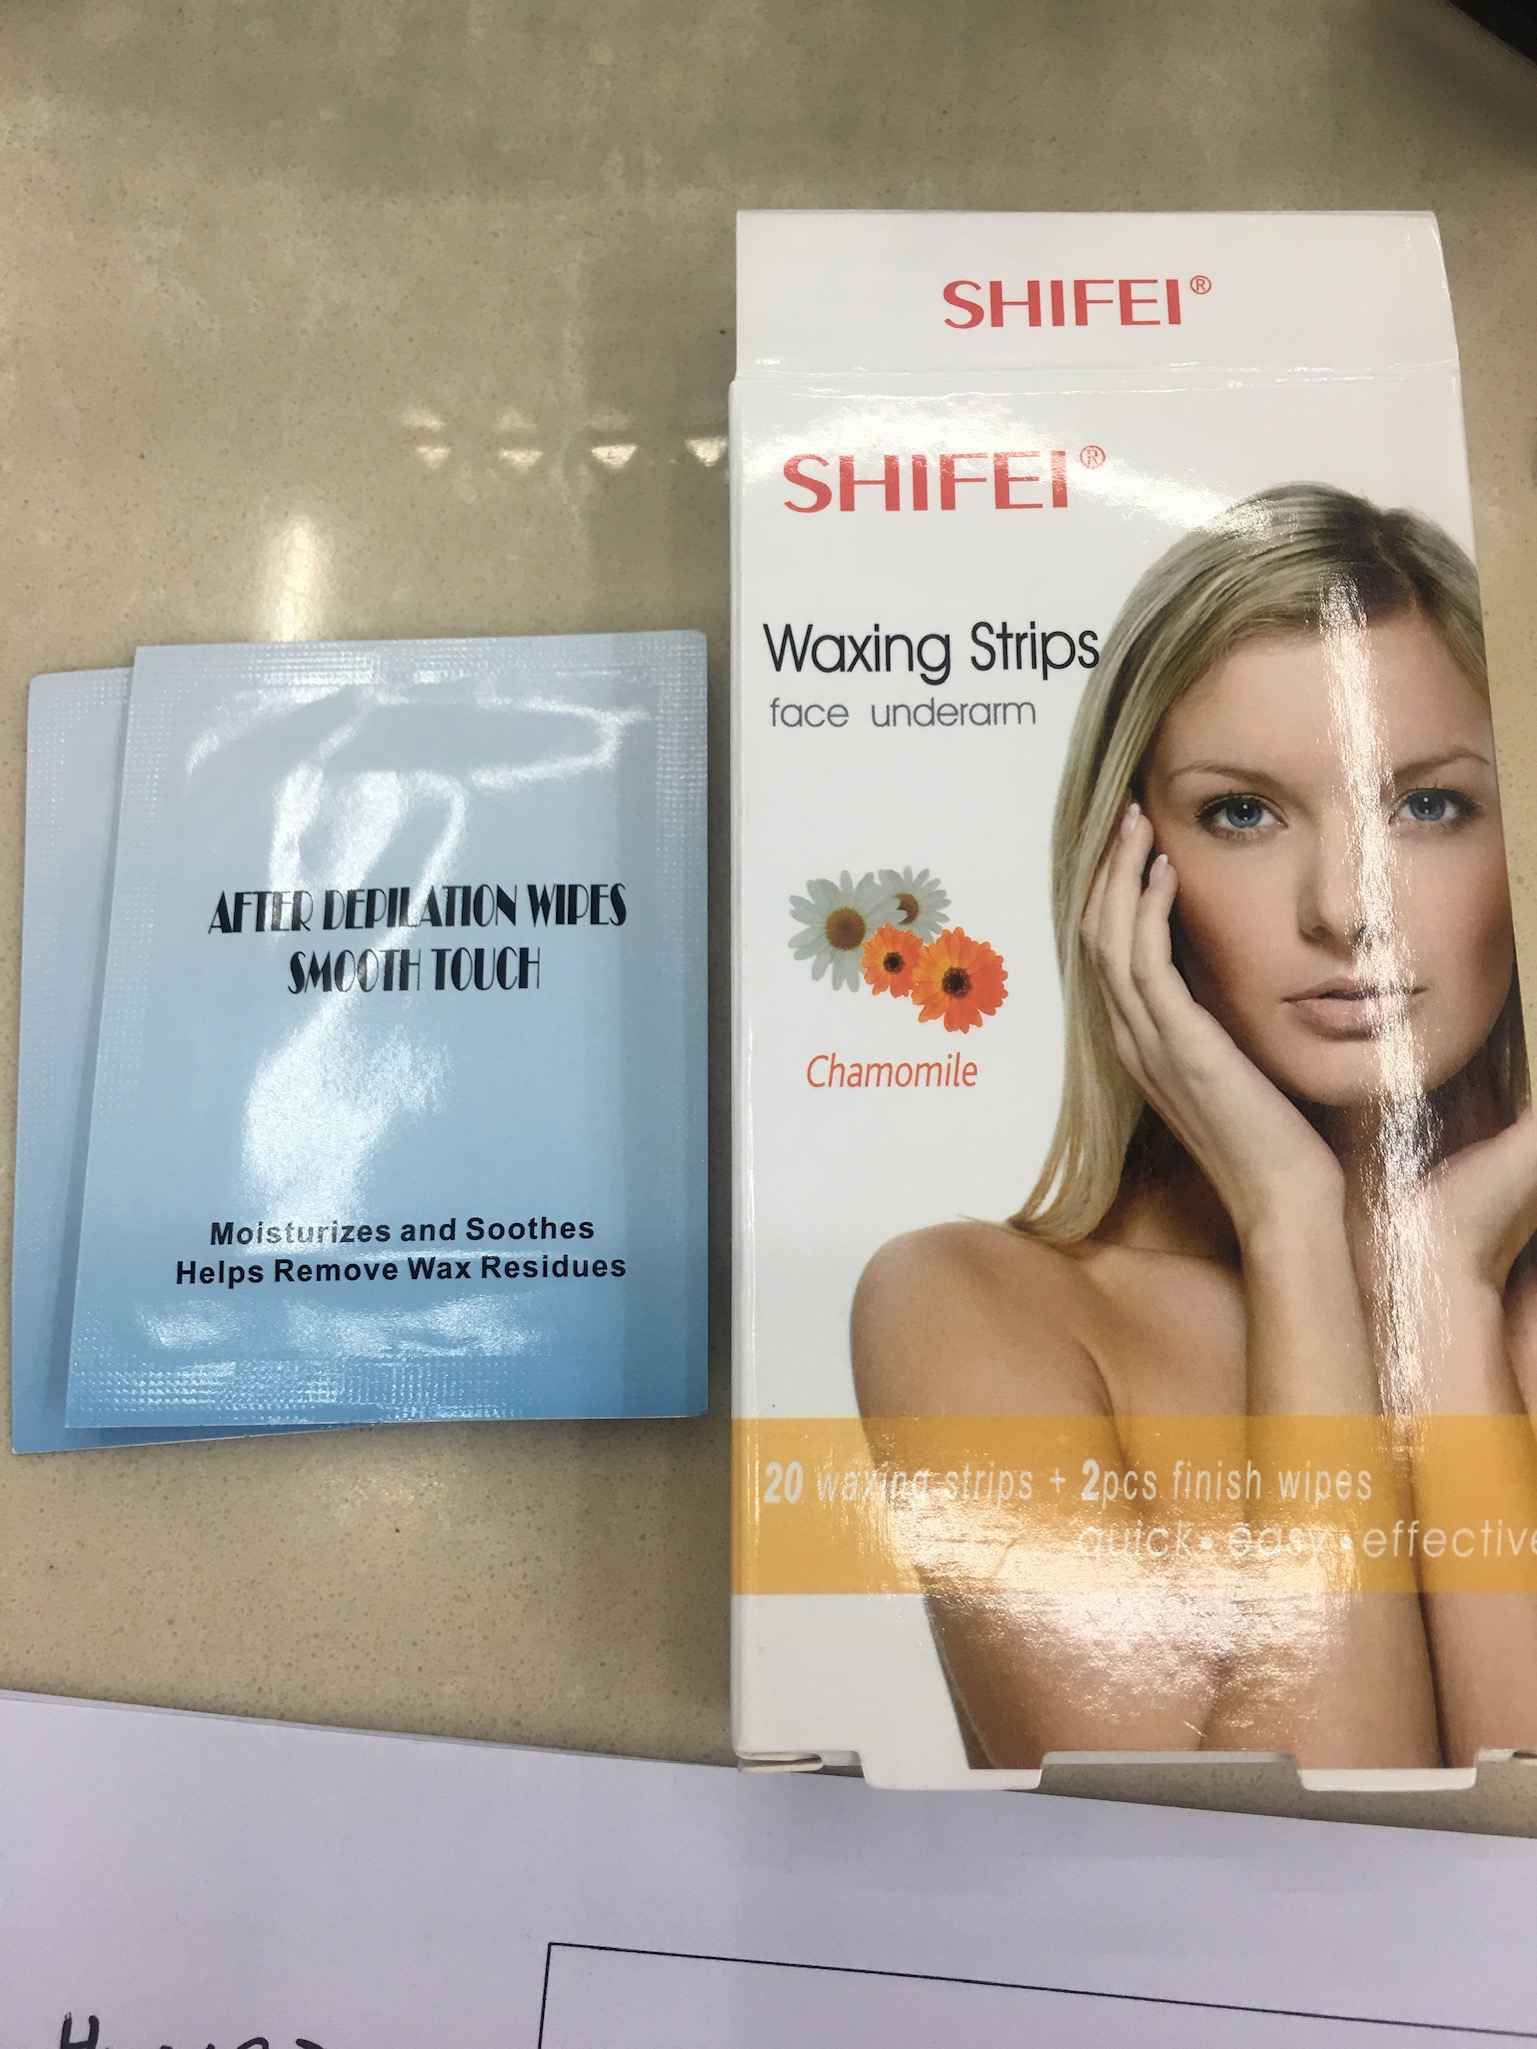 SHIFEI®
SHIFEI®
Waxing Strips
face underarm
Chamomile
20 waxing strips + 2pcs finish wipes
quick•easy•effective
AFTER DEPILATION WIPES
SMOOTH TOUCH
Moisturizes and Soothes
Helps Remove Wax Residues